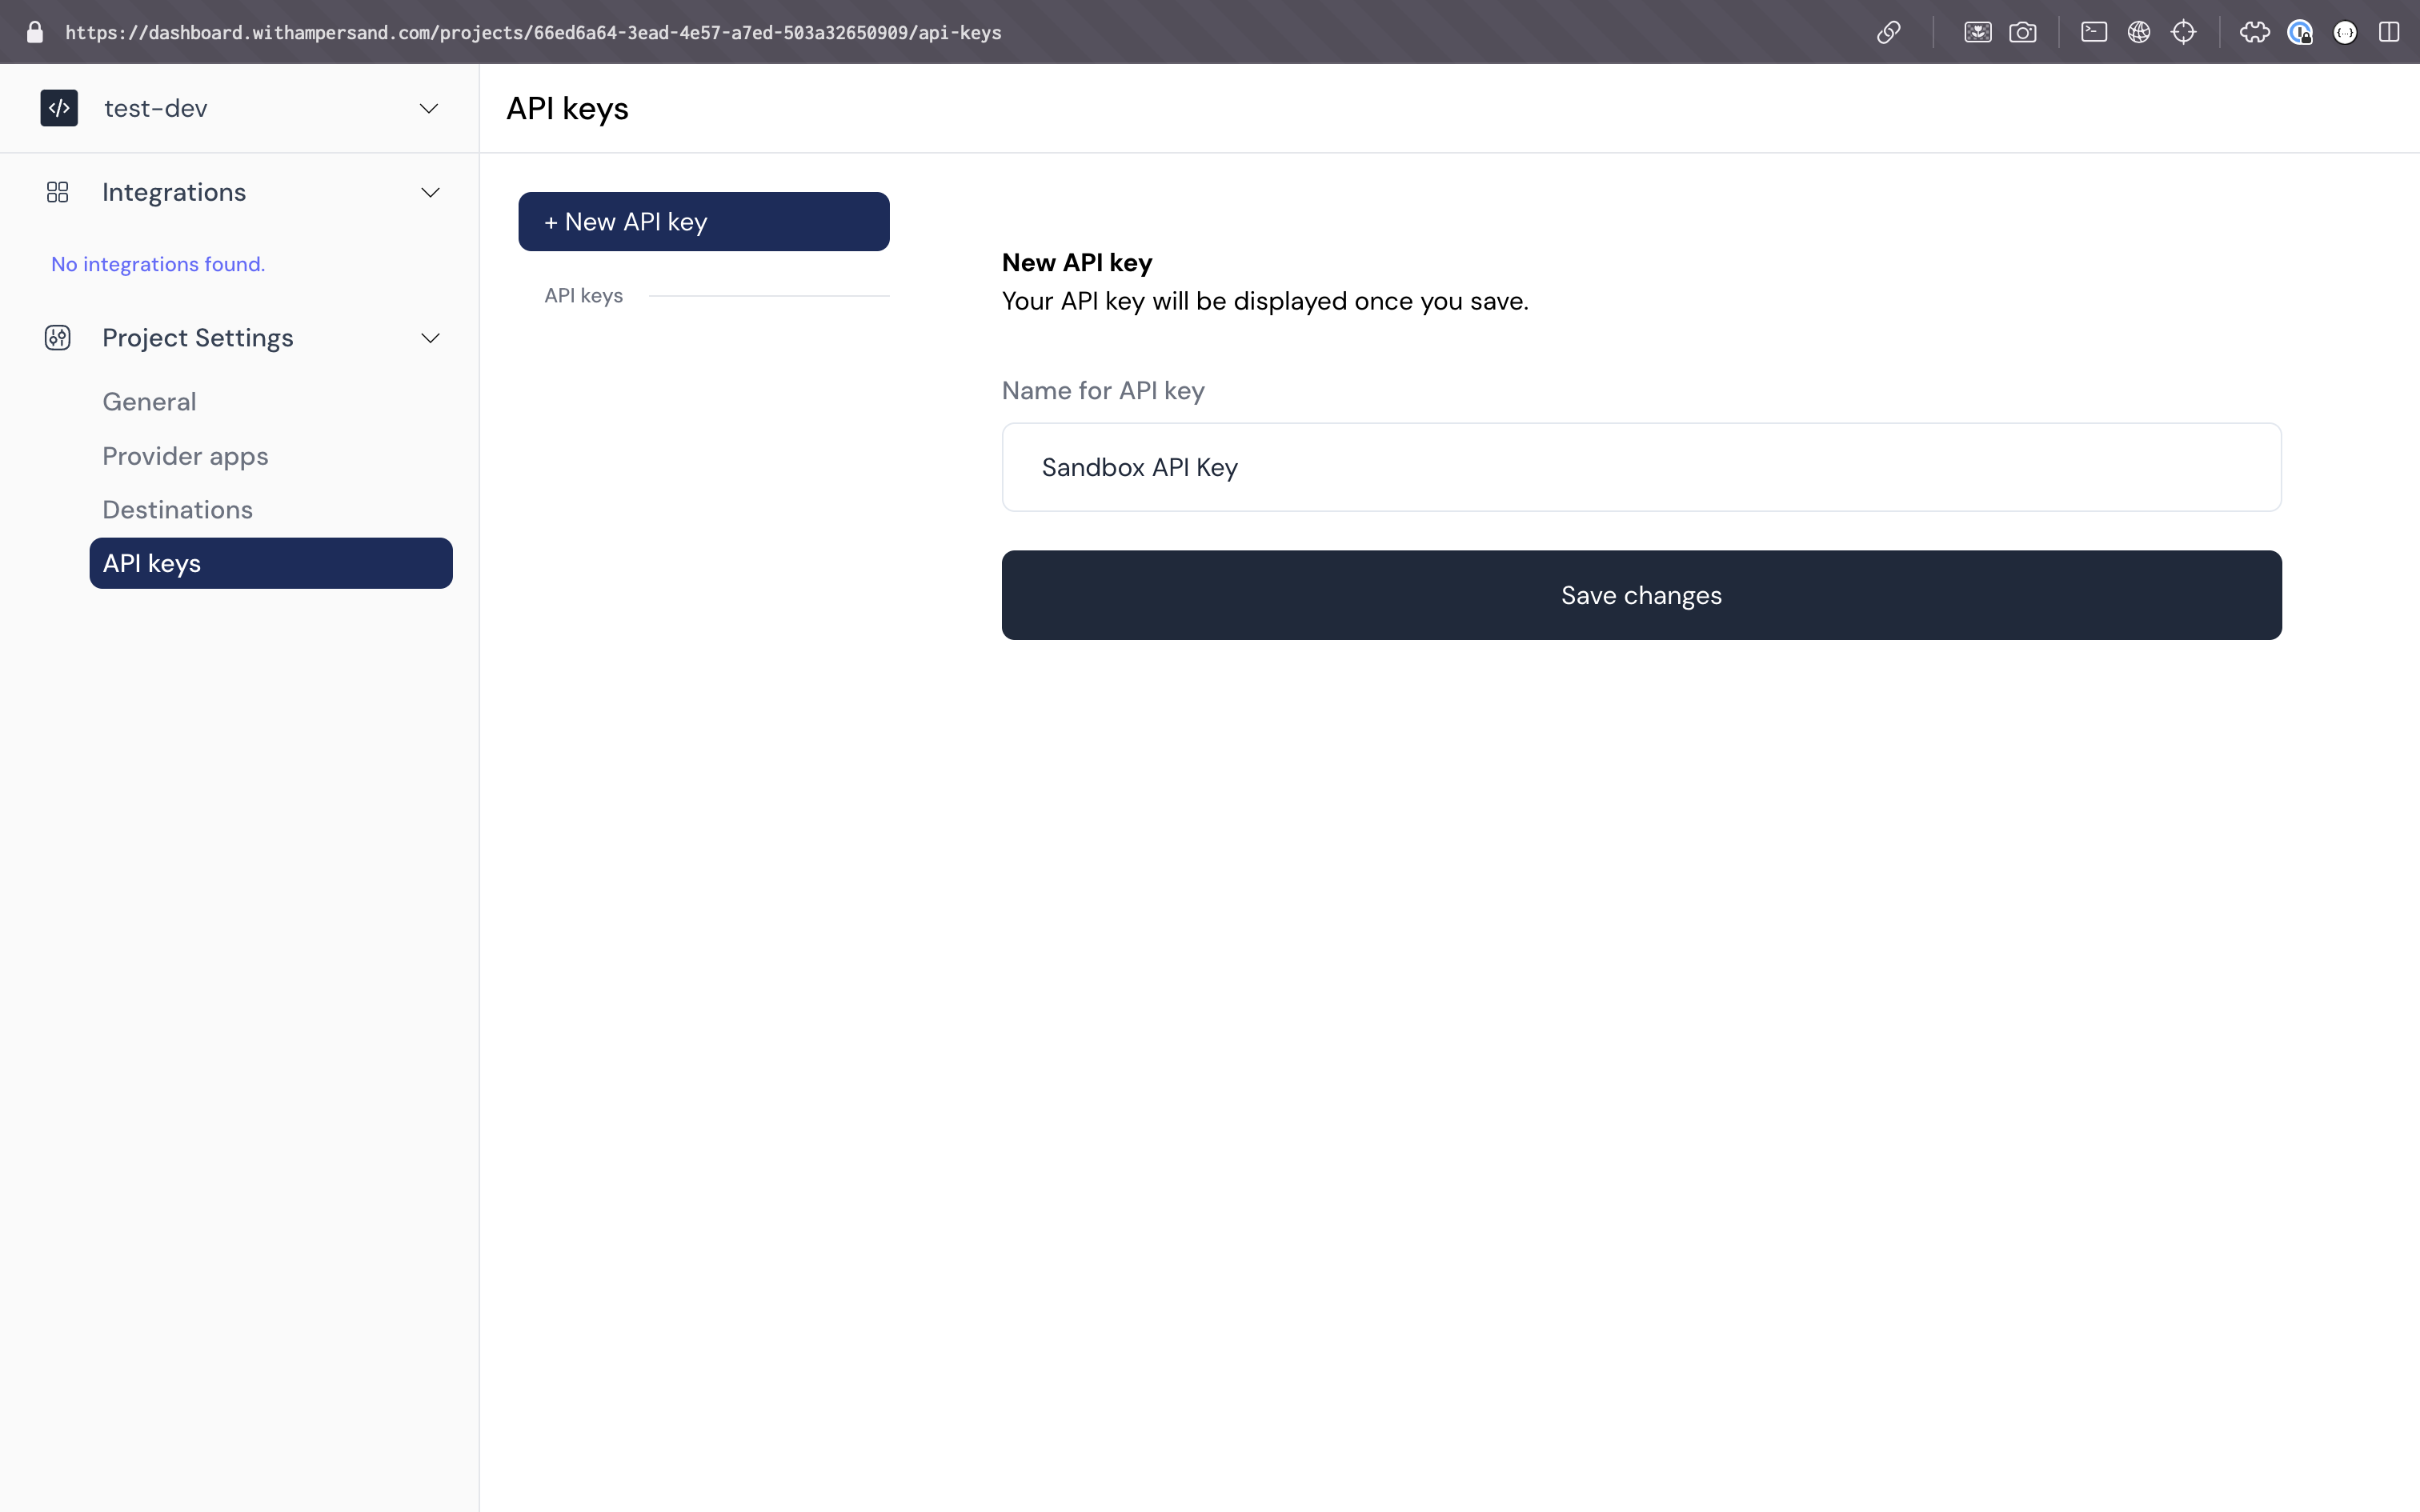 https://dashboard.withampersand.com/projects/66ed6a64-3ead-4e57-a7ed-503a32650909/api-keys
test-dev
API keys
Integrations
No integrations found.
Project Settings
General
Provider apps
Destinations
API keys
+ New API key
API keys
New API key
Your API key will be displayed once you save.
Name for API key
Sandbox API Key
Save changes